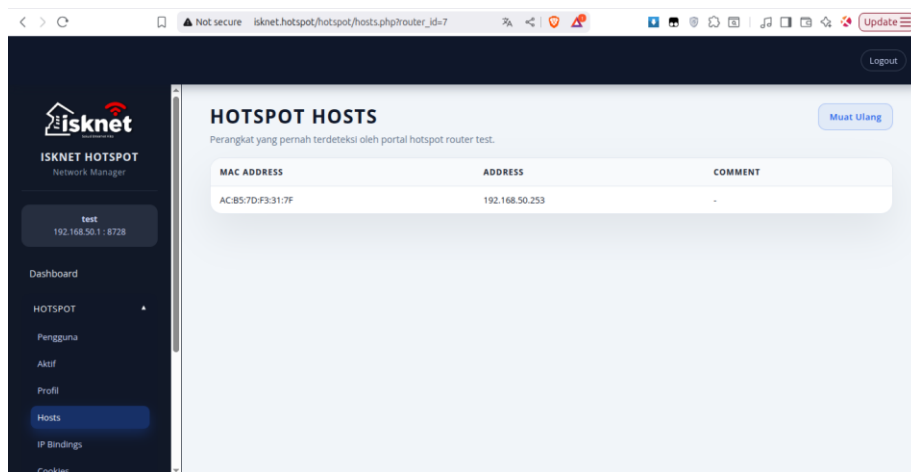 Not secure isknet.hotspot/hotspot/hosts.php?router_id=7
Update
Logout
isknet
ISKNET HOTSPOT
Network Manager
test
192.168.50.1 : 8728
Dashboard
HOTSPOT
Pengguna
Aktif
Profil
Hosts
IP Bindings
Cookies
HOTSPOT HOSTS
Muat Ulang
Perangkat yang pernah terdeteksi oleh portal hotspot router test.
MAC ADDRESS ADDRESS COMMENT
AC:B5:7D:F3:31:7F 192.168.50.253 -